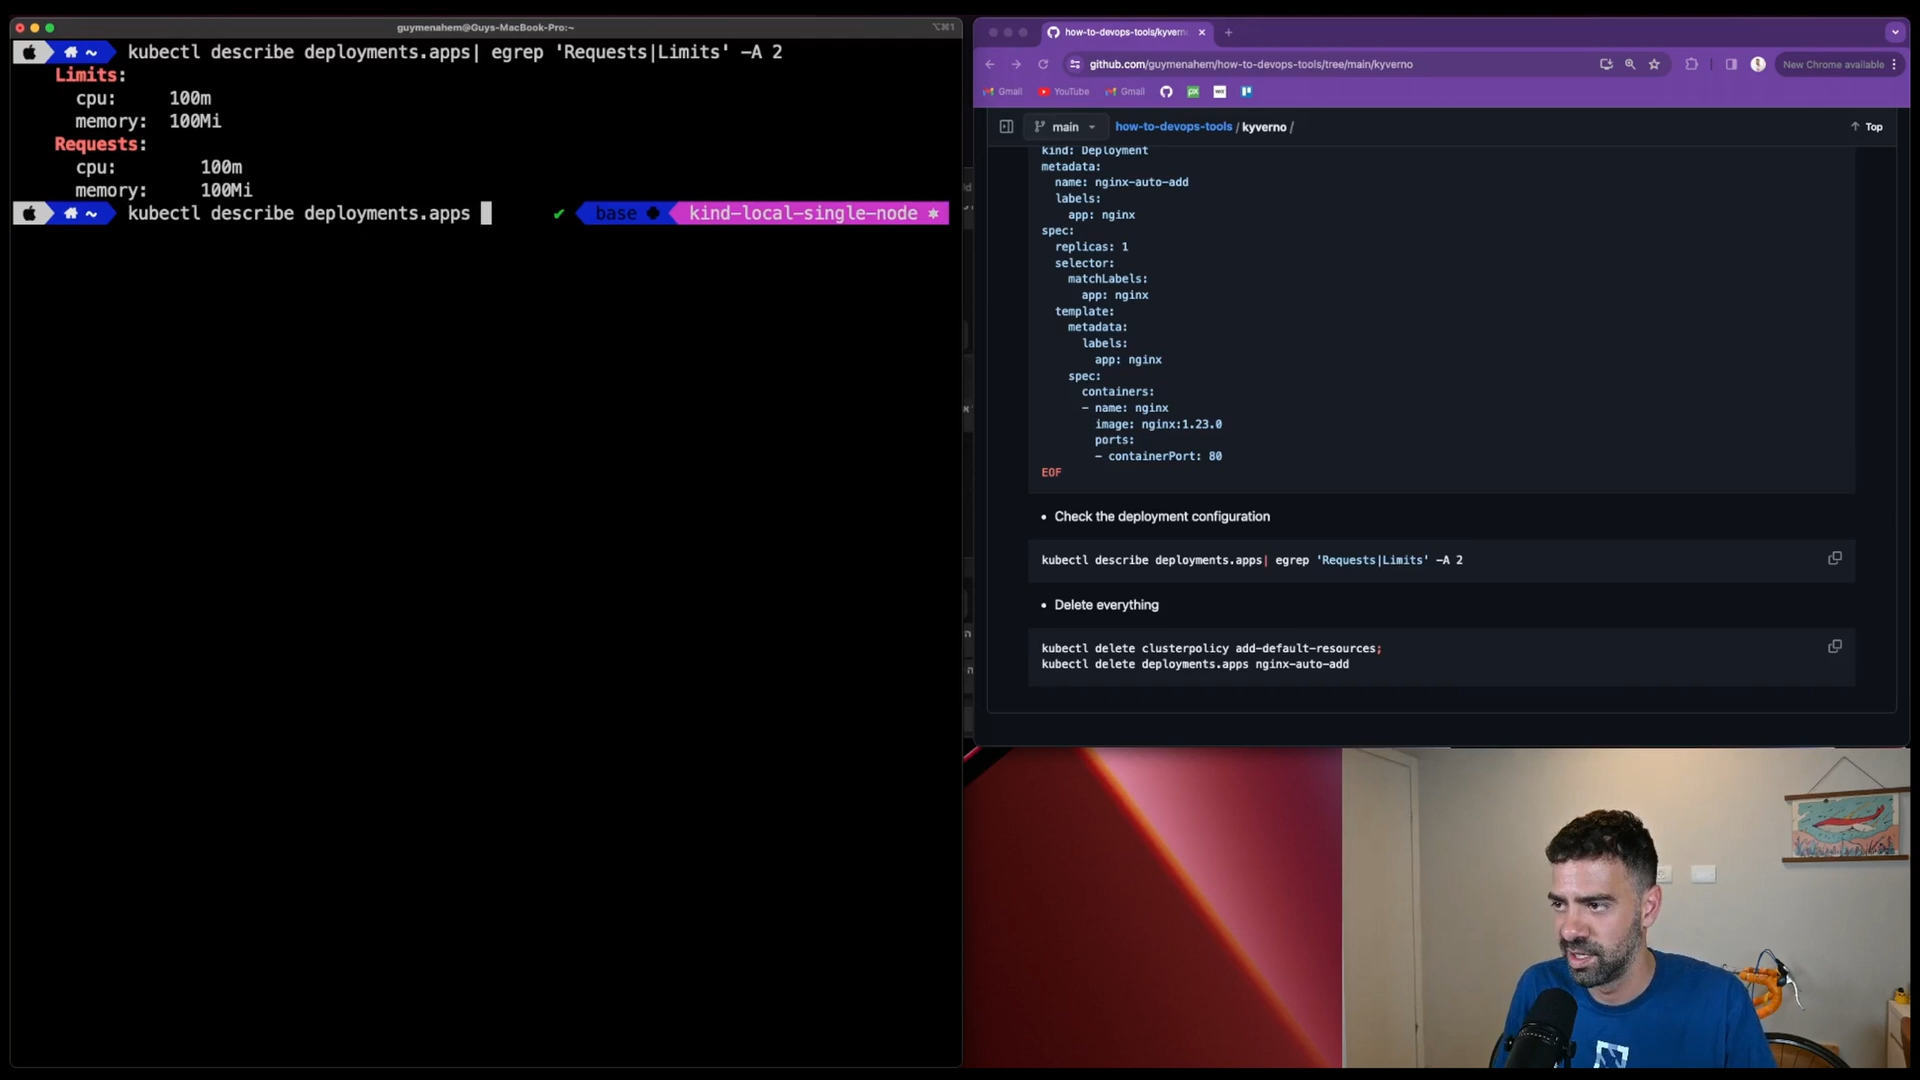 guymenahem@Guys-MacBook-Pro:~
⌥⌘1
~ kubectl describe deployments.apps| egrep 'Requests|Limits' -A 2
Limits:
cpu: 100m
memory: 100Mi
Requests:
cpu: 100m
memory: 100Mi
~ kubectl describe deployments.apps
✔ base kind-local-single-node
how-to-devops-tools/kyverno
github.com/guymenahem/how-to-devops-tools/tree/main/kyverno
New Chrome available
Gmail
YouTube
Gmail
main
how-to-devops-tools / kyverno /
Top
kind: Deployment
metadata:
name: nginx-auto-add
labels:
app: nginx
spec:
replicas: 1
selector:
matchLabels:
app: nginx
template:
metadata:
labels:
app: nginx
spec:
containers:
- name: nginx
image: nginx:1.23.0
ports:
- containerPort: 80
EOF
• Check the deployment configuration
kubectl describe deployments.apps| egrep 'Requests|Limits' -A 2
• Delete everything
kubectl delete clusterpolicy add-default-resources;
kubectl delete deployments.apps nginx-auto-add